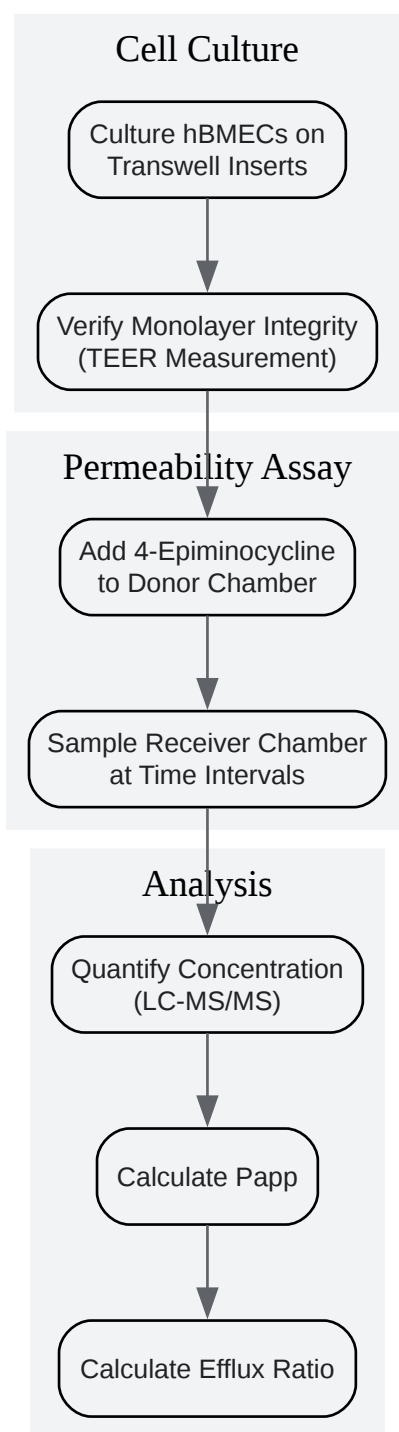 Cell Culture
Culture hBMECs on
Transwell Inserts
Verify Monolayer Integrity
(TEER Measurement)
Permeability Assay
Add 4-Epiminocycline
to Donor Chamber
Sample Receiver Chamber
at Time Intervals
Analysis
Quantify Concentration
(LC-MS/MS)
Calculate Papp
Calculate Efflux Ratio